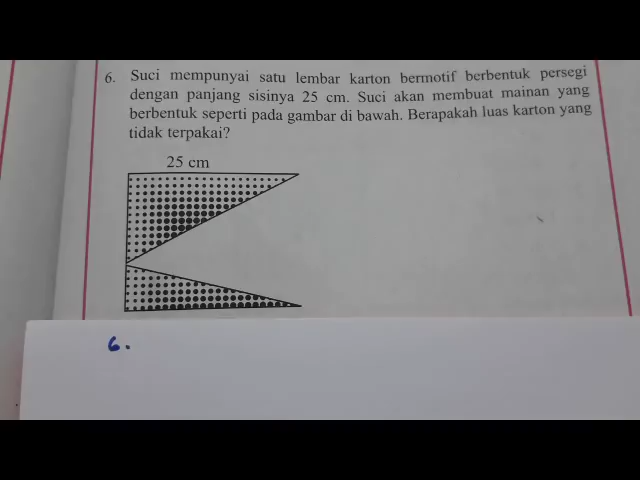 6. Suci mempunyai satu lembar karton bermotif berbentuk persegi
dengan panjang sisinya 25 cm. Suci akan membuat mainan yang
berbentuk seperti pada gambar di bawah. Berapakah luas karton yang
tidak terpakai?
25 cm
6.